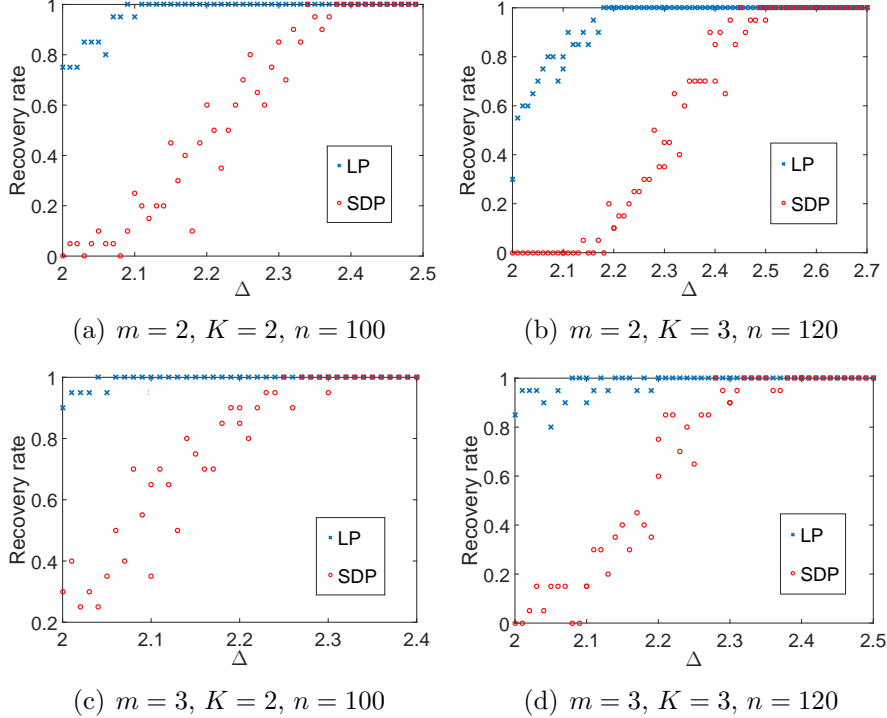 1
0.8
0.6
0.4
0.2
0
Recovery rate
LP
SDP
2 2.1 2.2 2.3 2.4 2.5
Δ
(a) m = 2, K = 2, n = 100
1
0.8
0.6
0.4
0.2
0
Recovery rate
LP
SDP
2 2.1 2.2 2.3 2.4 2.5 2.6 2.7
Δ
(b) m = 2, K = 3, n = 120
1
0.8
0.6
0.4
0.2
Recovery rate
LP
SDP
2 2.1 2.2 2.3 2.4
Δ
(c) m = 3, K = 2, n = 100
1
0.8
0.6
0.4
0.2
0
Recovery rate
LP
SDP
2 2.1 2.2 2.3 2.4 2.5
Δ
(d) m = 3, K = 3, n = 120